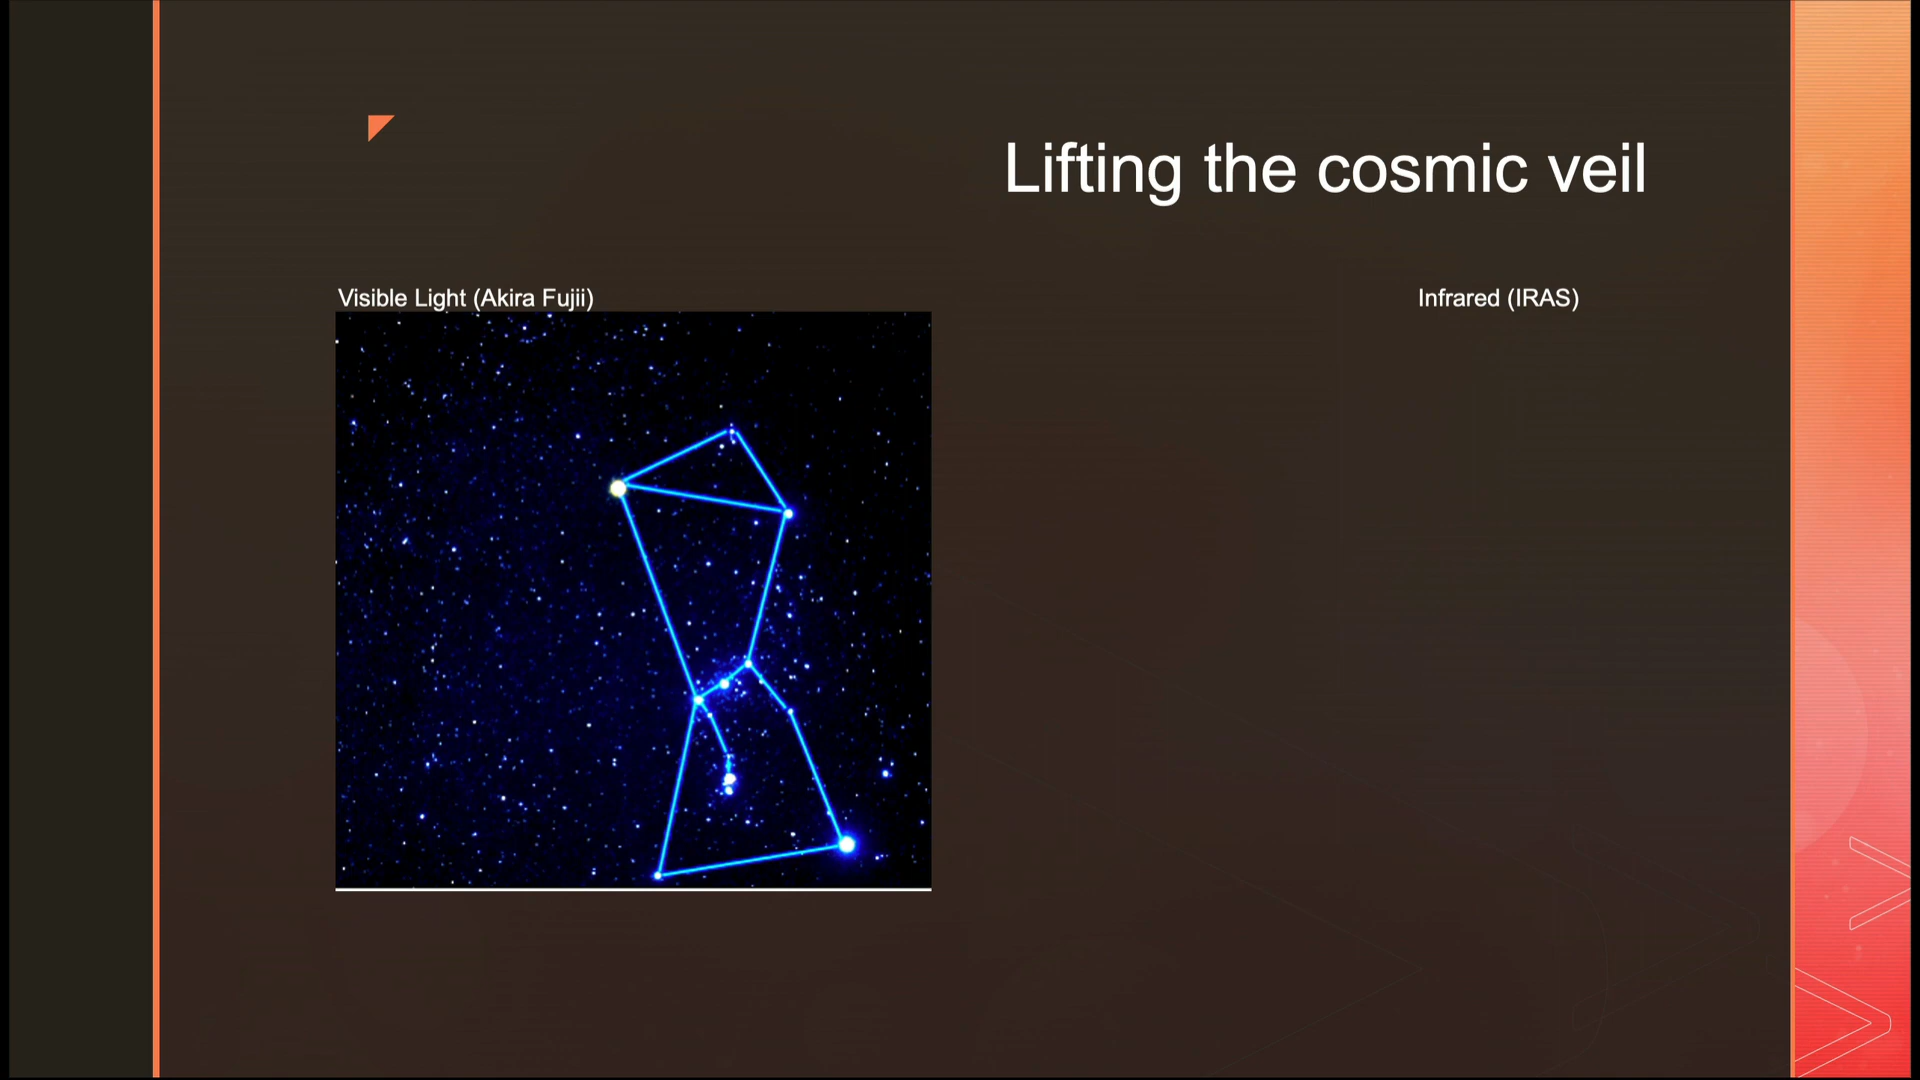 Lifting the cosmic veil
Visible Light (Akira Fujii)
Infrared (IRAS)